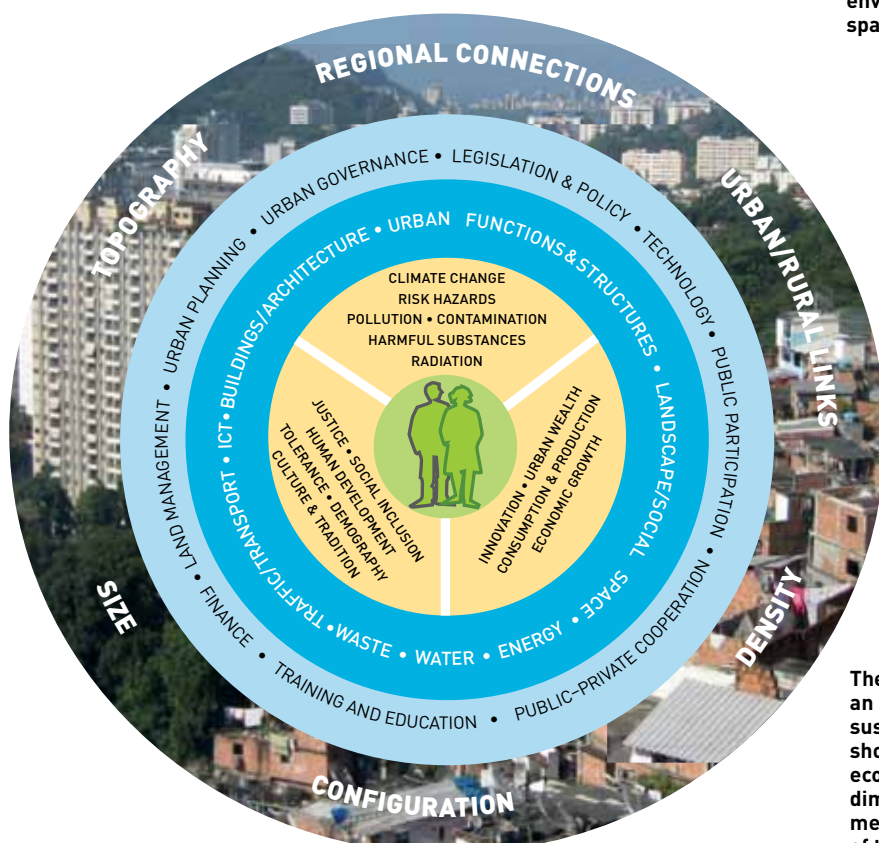 env
spa
REGIONAL CONNECTIONS
TOPOGRAPHY
URBAN/RURAL LINKS
SIZE
DENSITY
CONFIGURATION
URBAN PLANNING • URBAN GOVERNANCE • LEGISLATION & POLICY • TECHNOLOGY • PUBLIC PARTICIPATION • PUBLIC–PRIVATE COOPERATION • TRAINING AND EDUCATION • FINANCE • LAND MANAGEMENT •
BUILDINGS/ARCHITECTURE • URBAN FUNCTIONS&STRUCTURES • LANDSCAPE/SOCIAL SPACE • ENERGY • WATER • WASTE • TRAFFIC/TRANSPORT • ICT •
CLIMATE CHANGE
RISK HAZARDS
POLLUTION • CONTAMINATION
HARMFUL SUBSTANCES
RADIATION
JUSTICE • SOCIAL INCLUSION
HUMAN DEVELOPMENT
TOLERANCE • DEMOGRAPHY
CULTURE & TRADITION
INNOVATION • URBAN WEALTH
CONSUMPTION & PRODUCTION
ECONOMIC GROWTH
The
an
sus
sho
eco
dim
me